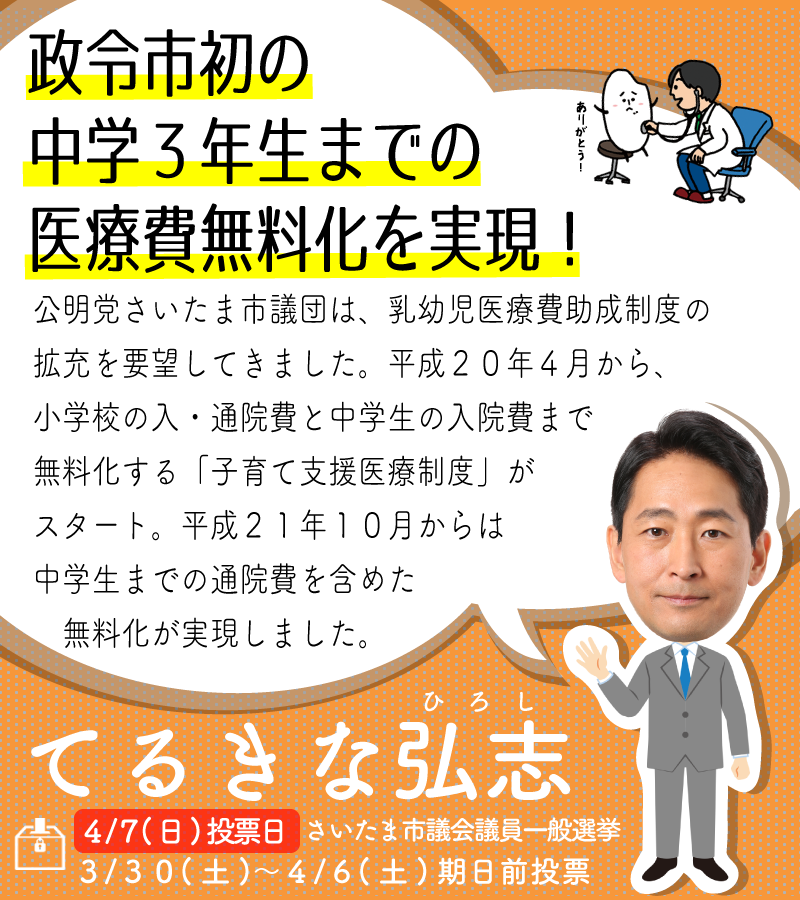 政令市初の
中学３年生までの
医療費無料化を実現！
ありがとう！
公明党さいたま市議団は、乳幼児医療費助成制度の
拡充を要望してきました。平成２０年４月から、
小学校の入・通院費と中学生の入院費まで
無料化する「子育て支援医療制度」が
スタート。平成２１年１０月からは
中学生までの通院費を含めた
無料化が実現しました。
ひろし
てるきな弘志
4/7(日)投票日 さいたま市議会議員一般選挙
３/３０(土)～４/６(土)期日前投票